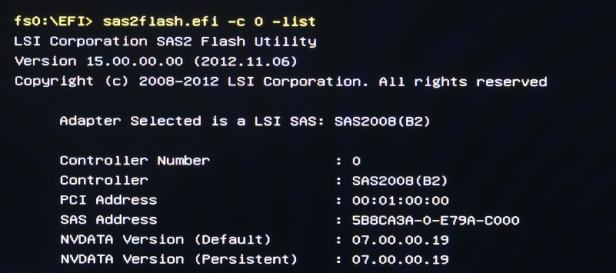 fs0:\EFI> sas2flash.efi -c 0 -list
LSI Corporation SAS2 Flash Utility
Version 15.00.00.00 (2012.11.06)
Copyright (c) 2008-2012 LSI Corporation. All rights reserved
Adapter Selected is a LSI SAS: SAS2008(B2)
Controller Number : 0
Controller : SAS2008(B2)
PCI Address : 00:01:00:00
SAS Address : 5B8CA3A-0-E79A-C000
NVDATA Version (Default) : 07.00.00.19
NVDATA Version (Persistent) : 07.00.00.19